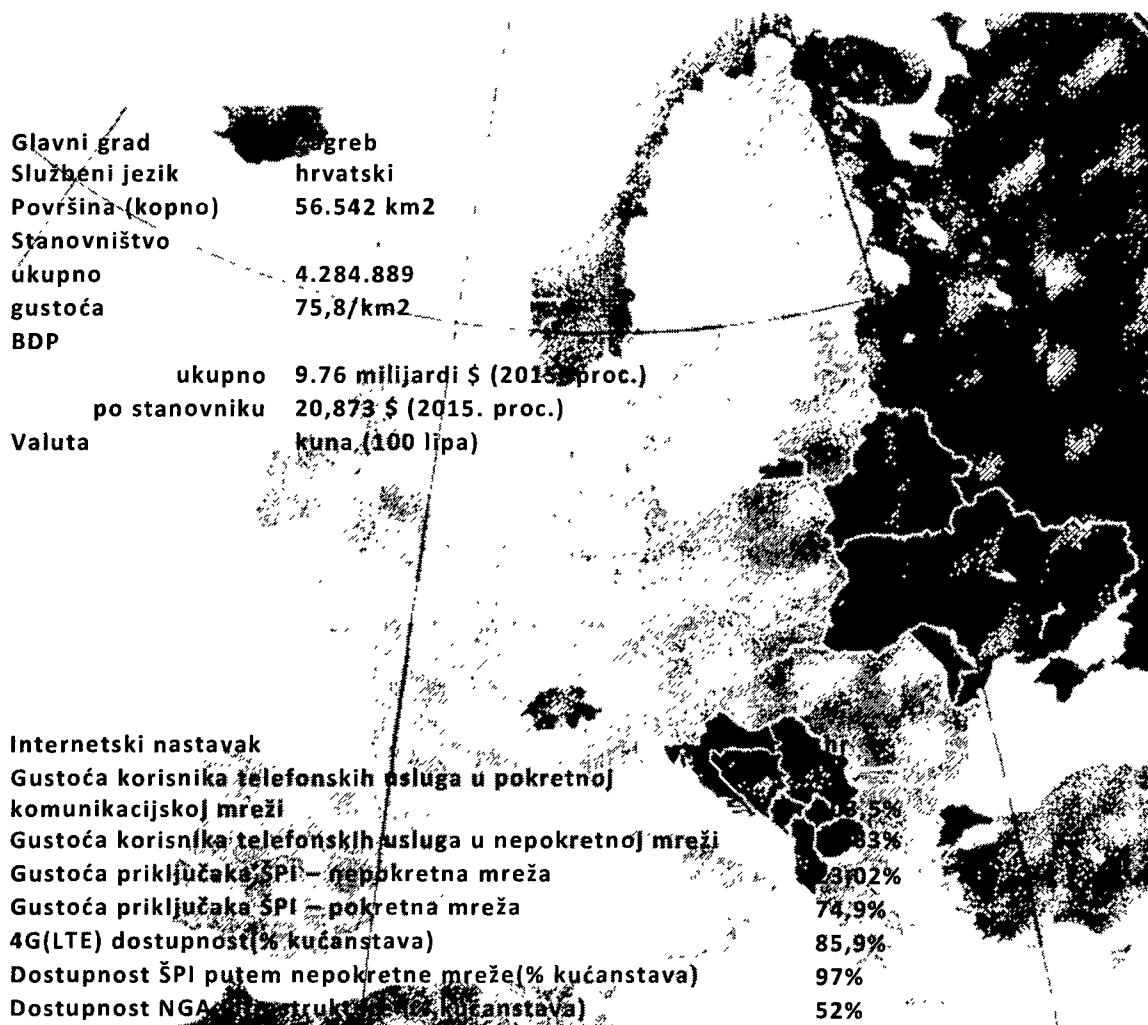 Glavni grad
Službeni jezik hrvatski
Površina (kopno) 56.542 km2
Stanovništvo
ukupno 4.284.889
gustoća 75,8/km2
BDP
ukupno 9.76 milijardi $ (2015. proc.)
po stanovniku 20,873 $ (2015. proc.)
Valuta kuna (100 lipa)
Internetski nastavak hr
Gustoća korisnika telefonskih usluga u pokretnoj
komunikacijskoj mreži
Gustoća korisnika telefonskih usluga u nepokretnoj mreži
Gustoća priključaka ŠPI – nepokretna mreža
Gustoća priključaka ŠPI – pokretna mreža 74,9%
4G(LTE) dostupnost(% kućanstava) 85,9%
Dostupnost ŠPI putem nepokretne mreže(% kućanstava) 97%
Dostupnost NGA kućanstava) 52%